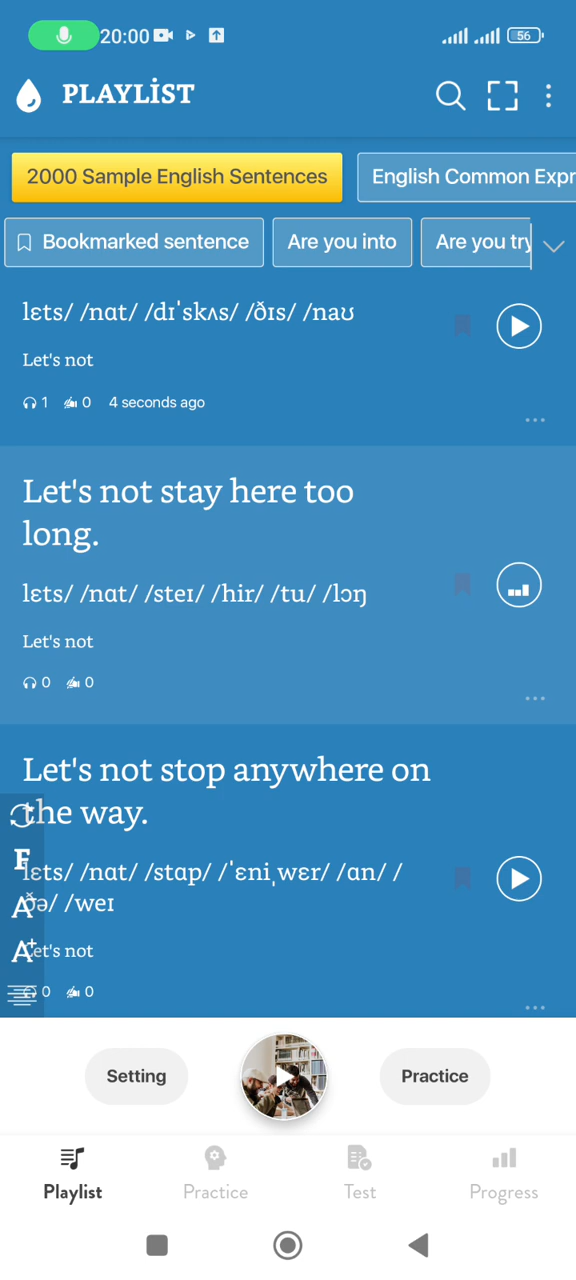 20:00
56
PLAYLİST
2000 Sample English Sentences
English Common Expr
Bookmarked sentence
Are you into
Are you try
lɛts/ /nɑt/ /dɪˈskʌs/ /ðɪs/ /naʊ
Let's not
1
0
4 seconds ago
Let's not stay here too
long.
lɛts/ /nɑt/ /steɪ/ /hir/ /tu/ /lɔŋ
Let's not
0
0
Let's not stop anywhere on
the way.
lɛts/ /nɑt/ /stɑp/ /ˈɛniˌwɛr/ /ɑn/ /
ðə/ /weɪ
Let's not
0
0
F
A-
A+
Setting
Practice
Playlist
Practice
Test
Progress